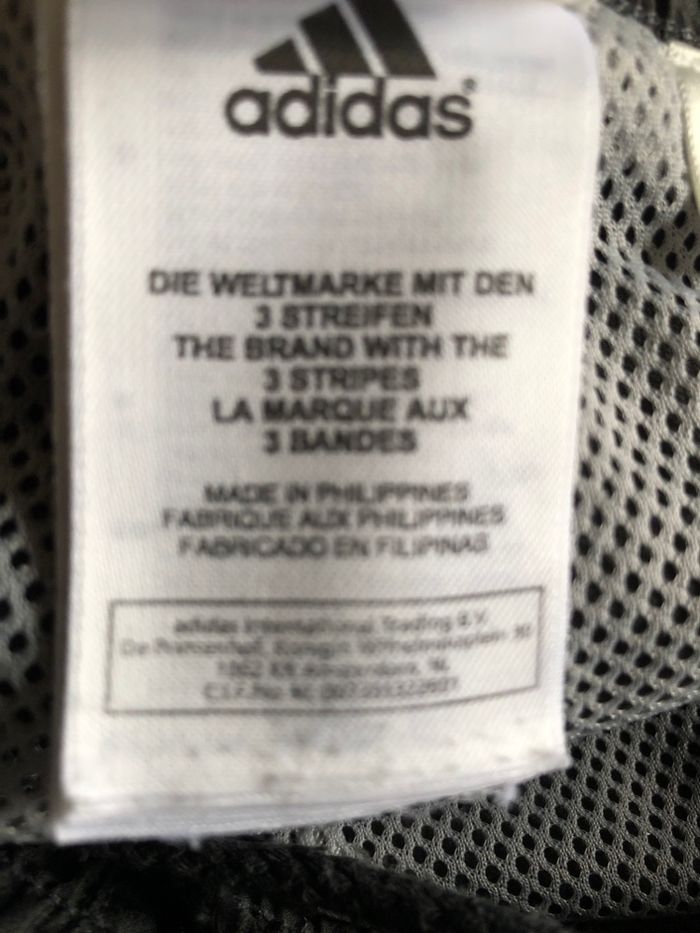 adidas
DIE WELTMARKE MIT DEN
3 STREIFEN
THE BRAND WITH THE
3 STRIPES
LA MARQUE AUX
3 BANDES
MADE IN PHILIPPINES
FABRIQUE AUX PHILIPPINES
FABRICADO EN FILIPINAS
adidas International Trading B.V.